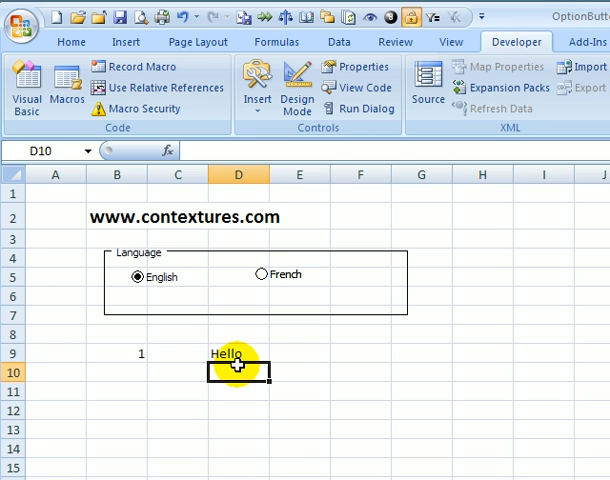 OptionButt
Home Insert Page Layout Formulas Data Review View Developer Add-Ins
Visual Basic
Macros
Record Macro
Use Relative References
Macro Security
Code
Insert
Design Mode
Properties
View Code
Run Dialog
Controls
Source
Map Properties
Expansion Packs
Refresh Data
Import
Export
XML
D10 fx
A B C D E F G H I J
1
2 www.contextures.com
3
4 Language
5 English French
6
7
8
9 1 Hello
10
11
12
13
14
15